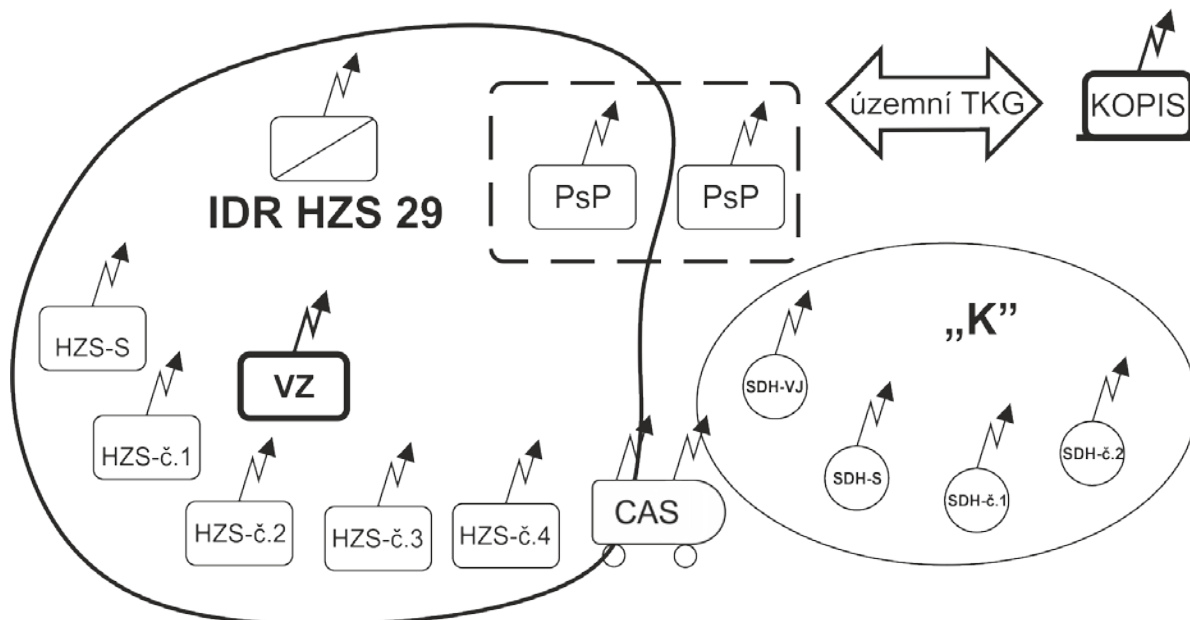 územní TKG
KOPIS
PsP
PsP
IDR HZS 29
„K”
HZS-S
VZ
SDH-VJ
HZS-č.1
SDH-č.2
SDH-S
SDH-č.1
CAS
HZS-č.2
HZS-č.3
HZS-č.4